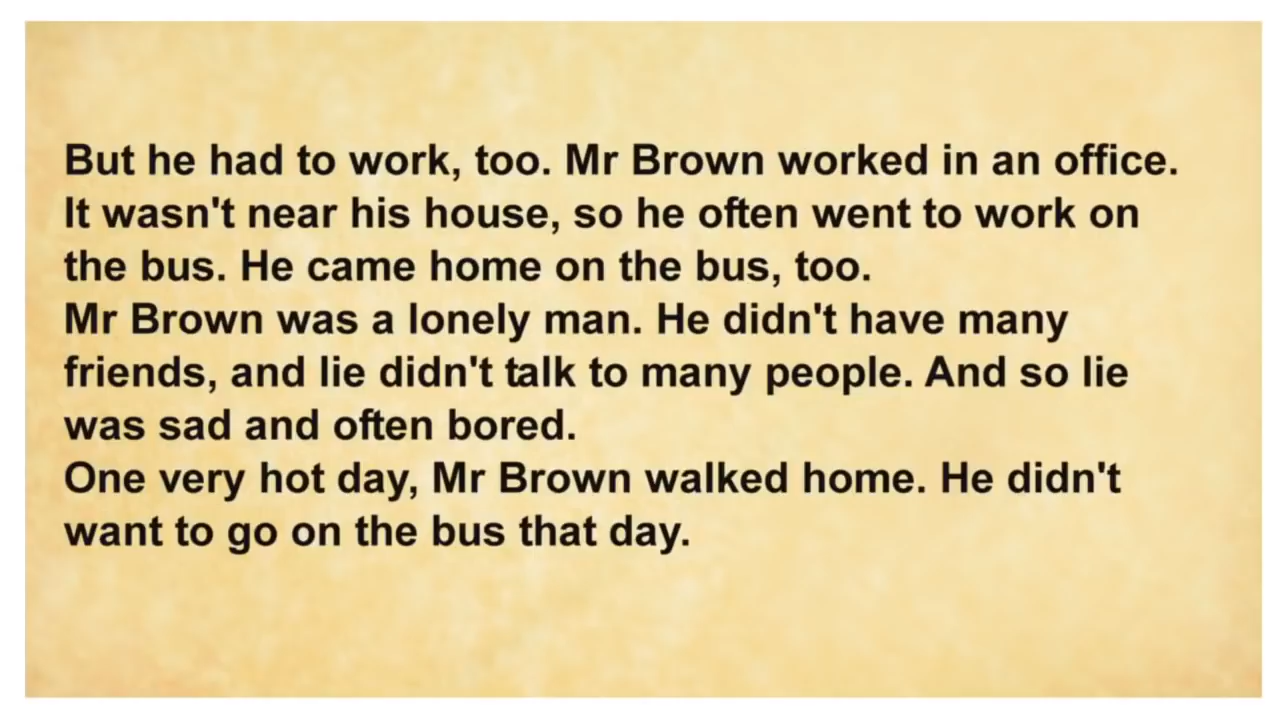 But he had to work, too. Mr Brown worked in an office.
It wasn't near his house, so he often went to work on
the bus. He came home on the bus, too.
Mr Brown was a lonely man. He didn't have many
friends, and lie didn't talk to many people. And so lie
was sad and often bored.
One very hot day, Mr Brown walked home. He didn't
want to go on the bus that day.